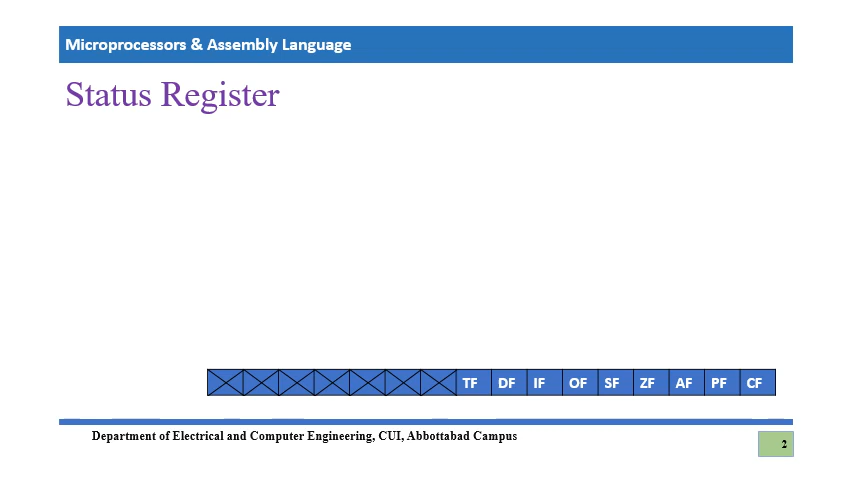 Microprocessors & Assembly Language
Status Register
TF DF IF OF SF ZF AF PF CF
Department of Electrical and Computer Engineering, CUI, Abbottabad Campus
2